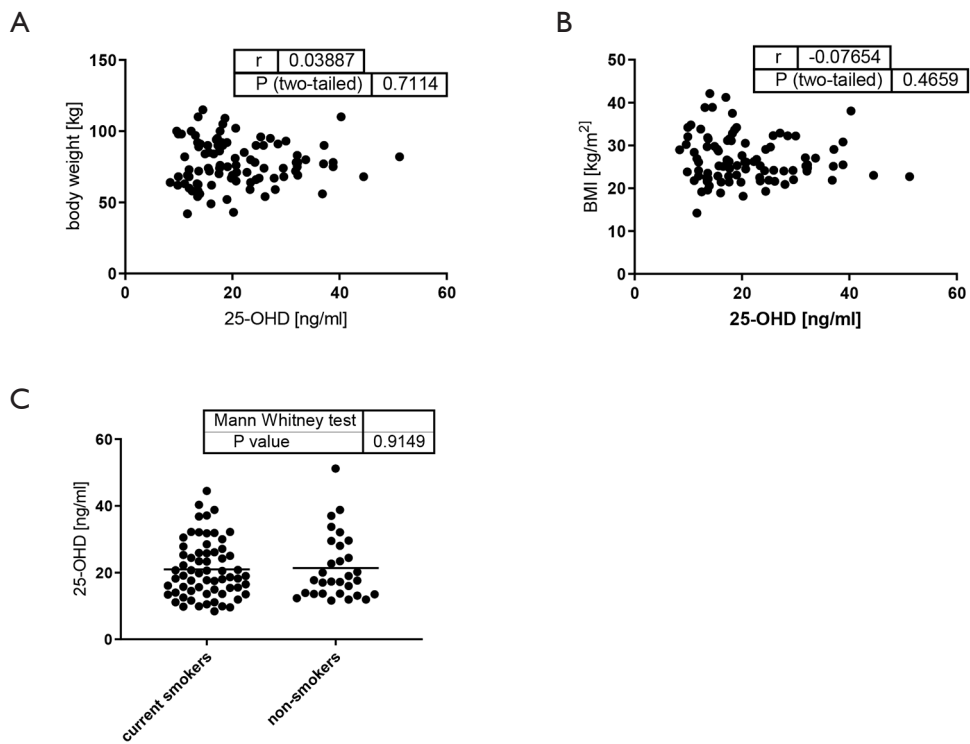 A
r 0.03887
P (two-tailed) 0.7114
150
100
50
0
body weight [kg]
0 20 40 60
25-OHD [ng/ml]
B
r -0.07654
P (two-tailed) 0.4659
50
40
30
20
10
0
BMI [kg/m²]
0 20 40 60
25-OHD [ng/ml]
C
Mann Whitney test
P value 0.9149
60
40
20
0
25-OHD [ng/ml]
current smokers
non-smokers